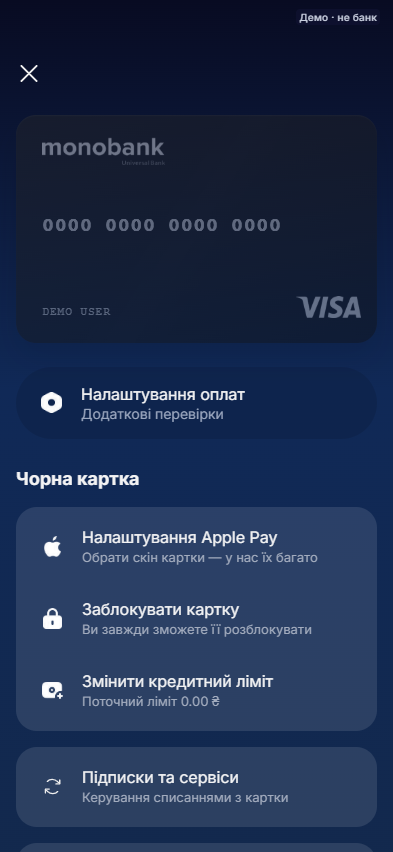 Демо · не банк
monobank
Universal Bank
0000 0000 0000 0000
DEMO USER
VISA
Налаштування оплат
Додаткові перевірки
Чорна картка
Налаштування Apple Pay
Обрати скін картки — у нас їх багато
Заблокувати картку
Ви завжди зможете її розблокувати
Змінити кредитний ліміт
Поточний ліміт 0.00 ₴
Підписки та сервіси
Керування списаннями з картки